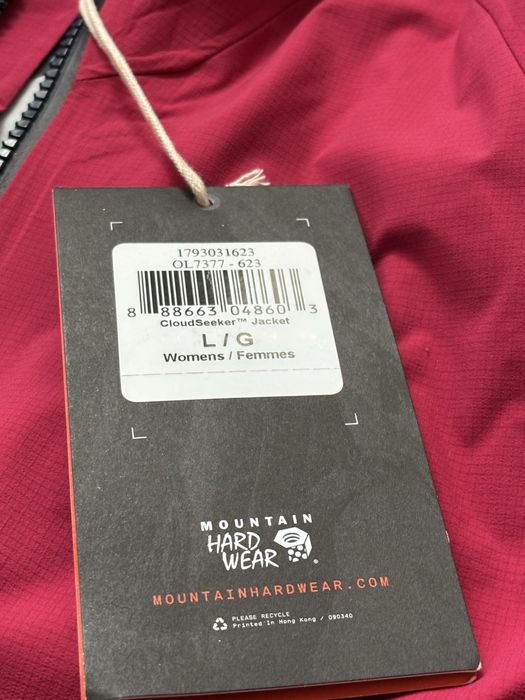 1793031623
OL7377 - 623
8 88663 04860 3
CloudSeeker™ Jacket
L / G
Womens / Femmes
MOUNTAIN
HARD
WEAR
MOUNTAINHARDWEAR.COM
PLEASE RECYCLE
Printed In Hong Kong / 090340